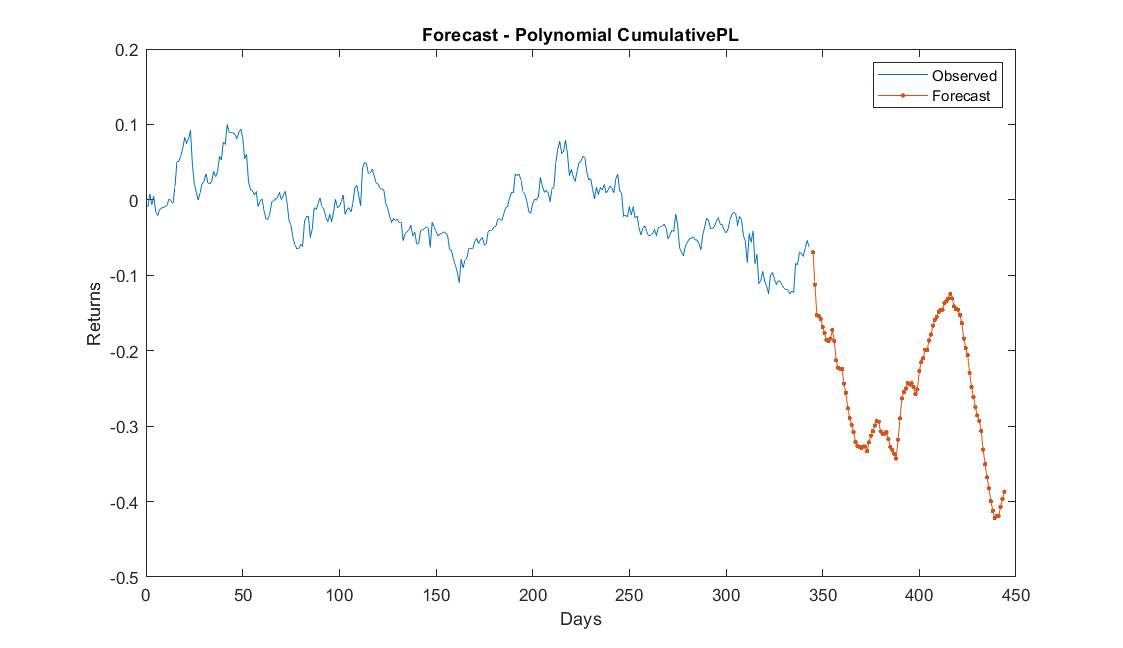 Forecast - Polynomial CumulativePL
Observed
Forecast
0.2
0.1
0
-0.1
-0.2
-0.3
-0.4
-0.5
Returns
0 50 100 150 200 250 300 350 400 450
Days